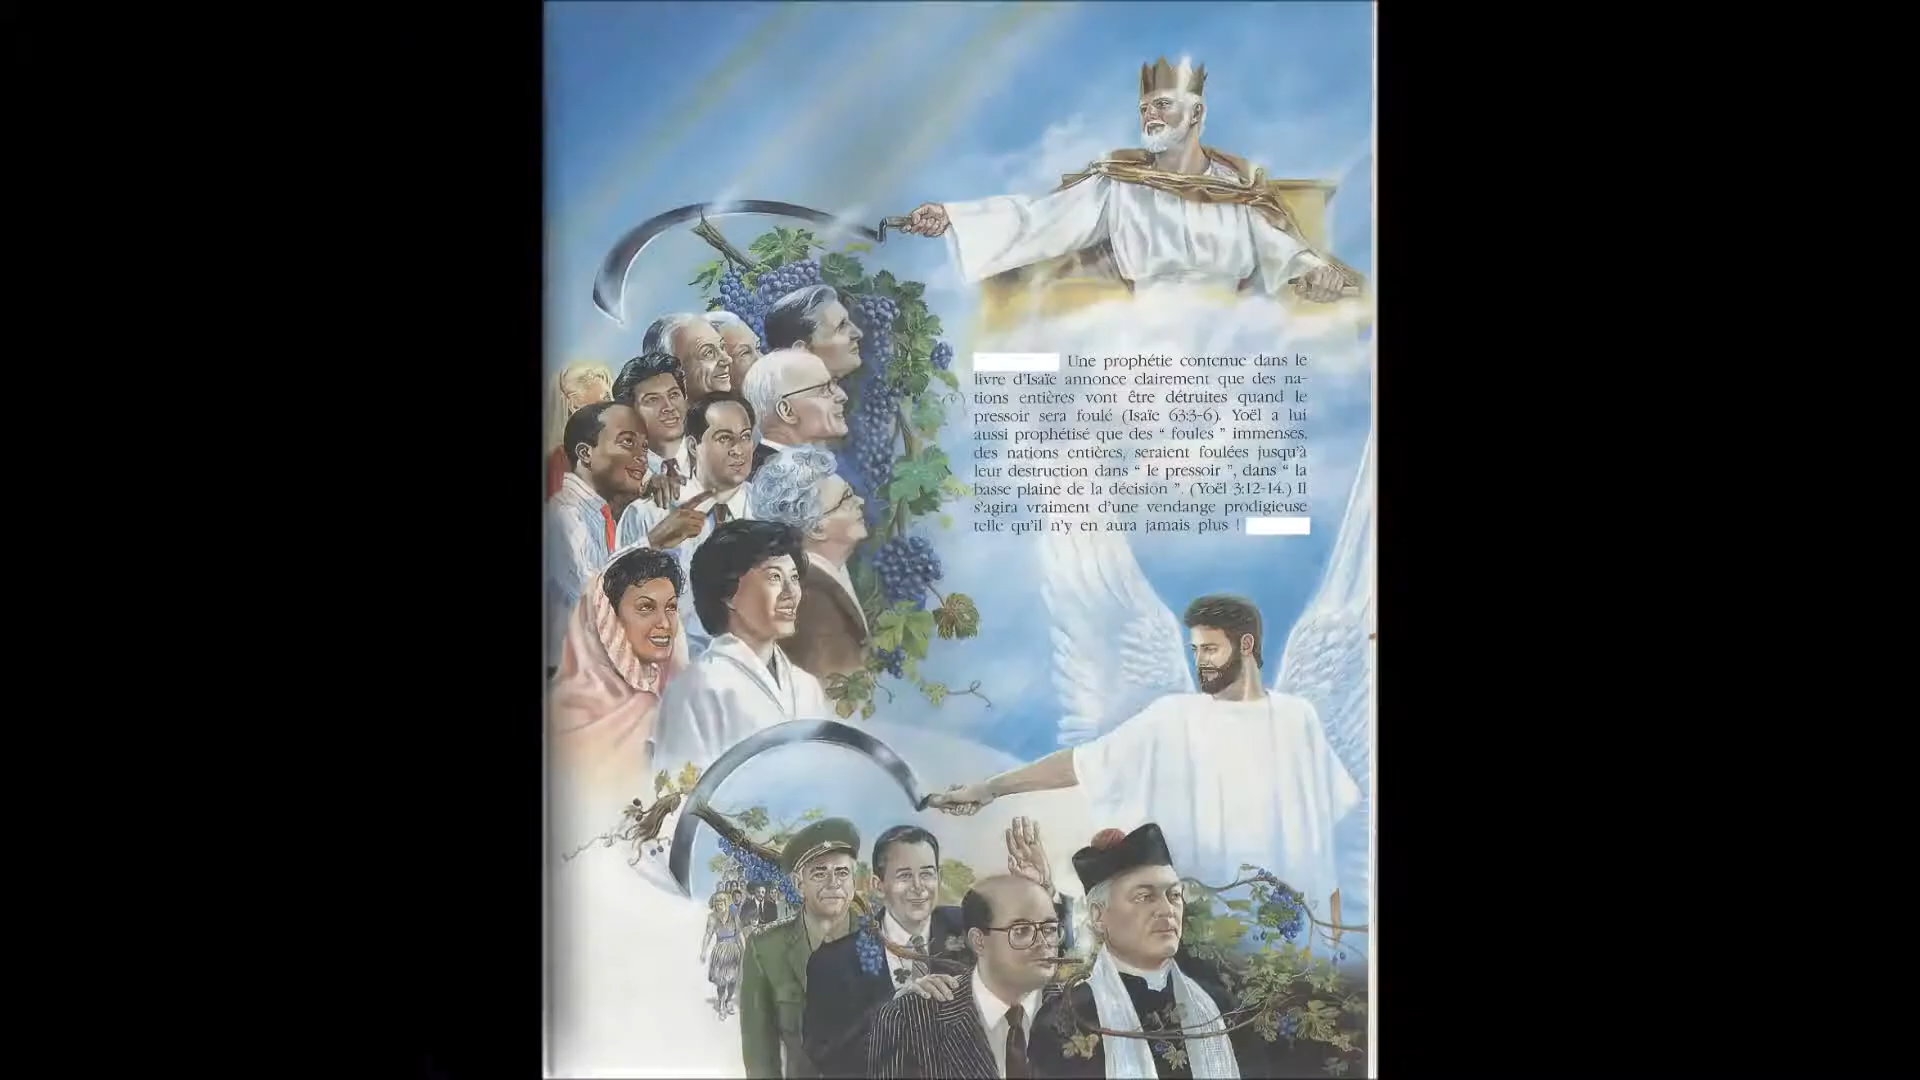 Une prophétie contenue dans le
livre d'Isaïe annonce clairement que des na-
tions entières vont être détruites quand le
pressoir sera foulé (Isaïe 63:3-6). Yoël a lui
aussi prophétisé que des “ foules ” immenses,
des nations entières, seraient foulées jusqu'à
leur destruction dans “ le pressoir ”, dans “ la
basse plaine de la décision ”. (Yoël 3:12-14.) Il
s'agira vraiment d'une vendange prodigieuse
telle qu'il n'y en aura jamais plus !